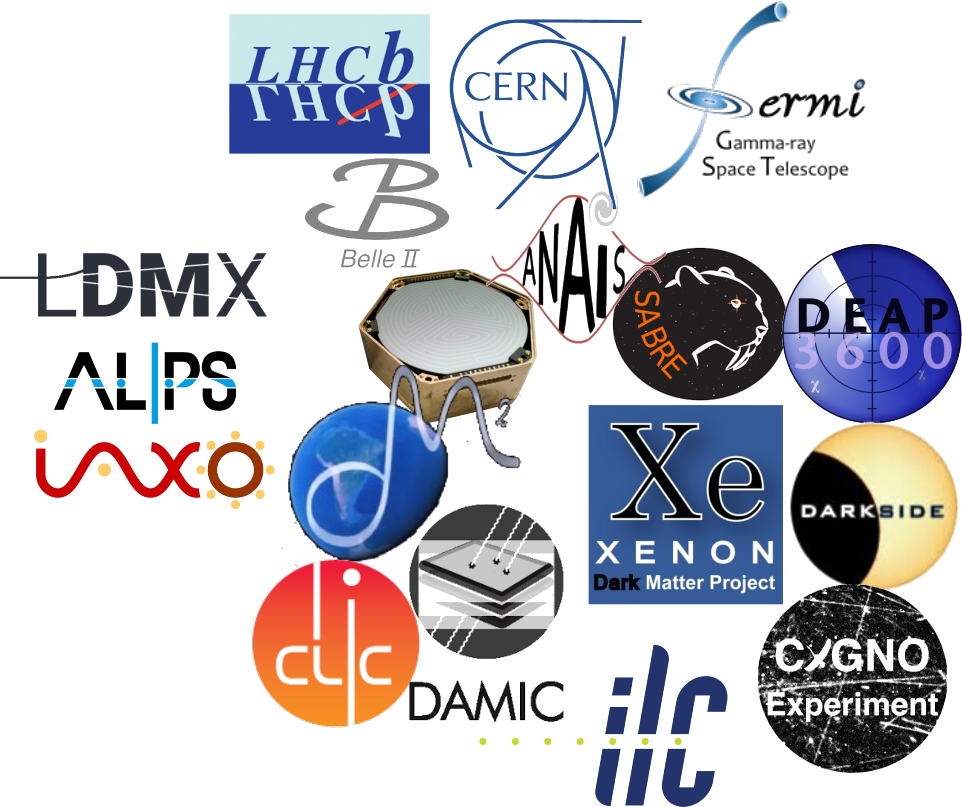 LHCb
LHCb
CERN
Fermi
Gamma-ray
Space Telescope
B
Belle II
ANAIS
LDMX
SABRE
DEAP
3600
χ
χ
ALPS
iAXO
Xe
XENON
Dark Matter Project
DARKSIDE
clic
DAMIC
ilc
CYGNO
Experiment